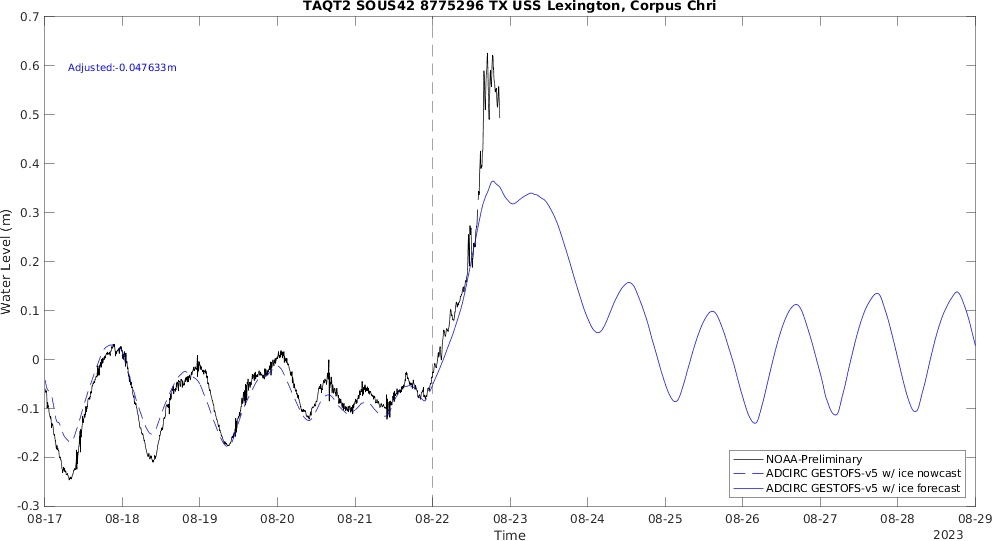 TAQT2 SOUS42 8775296 TX USS Lexington, Corpus Chri
0.7
0.6
0.5
0.4
0.3
0.2
0.1
0
-0.1
-0.2
-0.3
Water Level (m)
Adjusted:-0.047633m
NOAA-Preliminary
ADCIRC GESTOFS-v5 w/ ice nowcast
ADCIRC GESTOFS-v5 w/ ice forecast
08-17 08-18 08-19 08-20 08-21 08-22 08-23 08-24 08-25 08-26 08-27 08-28 08-29
Time
2023